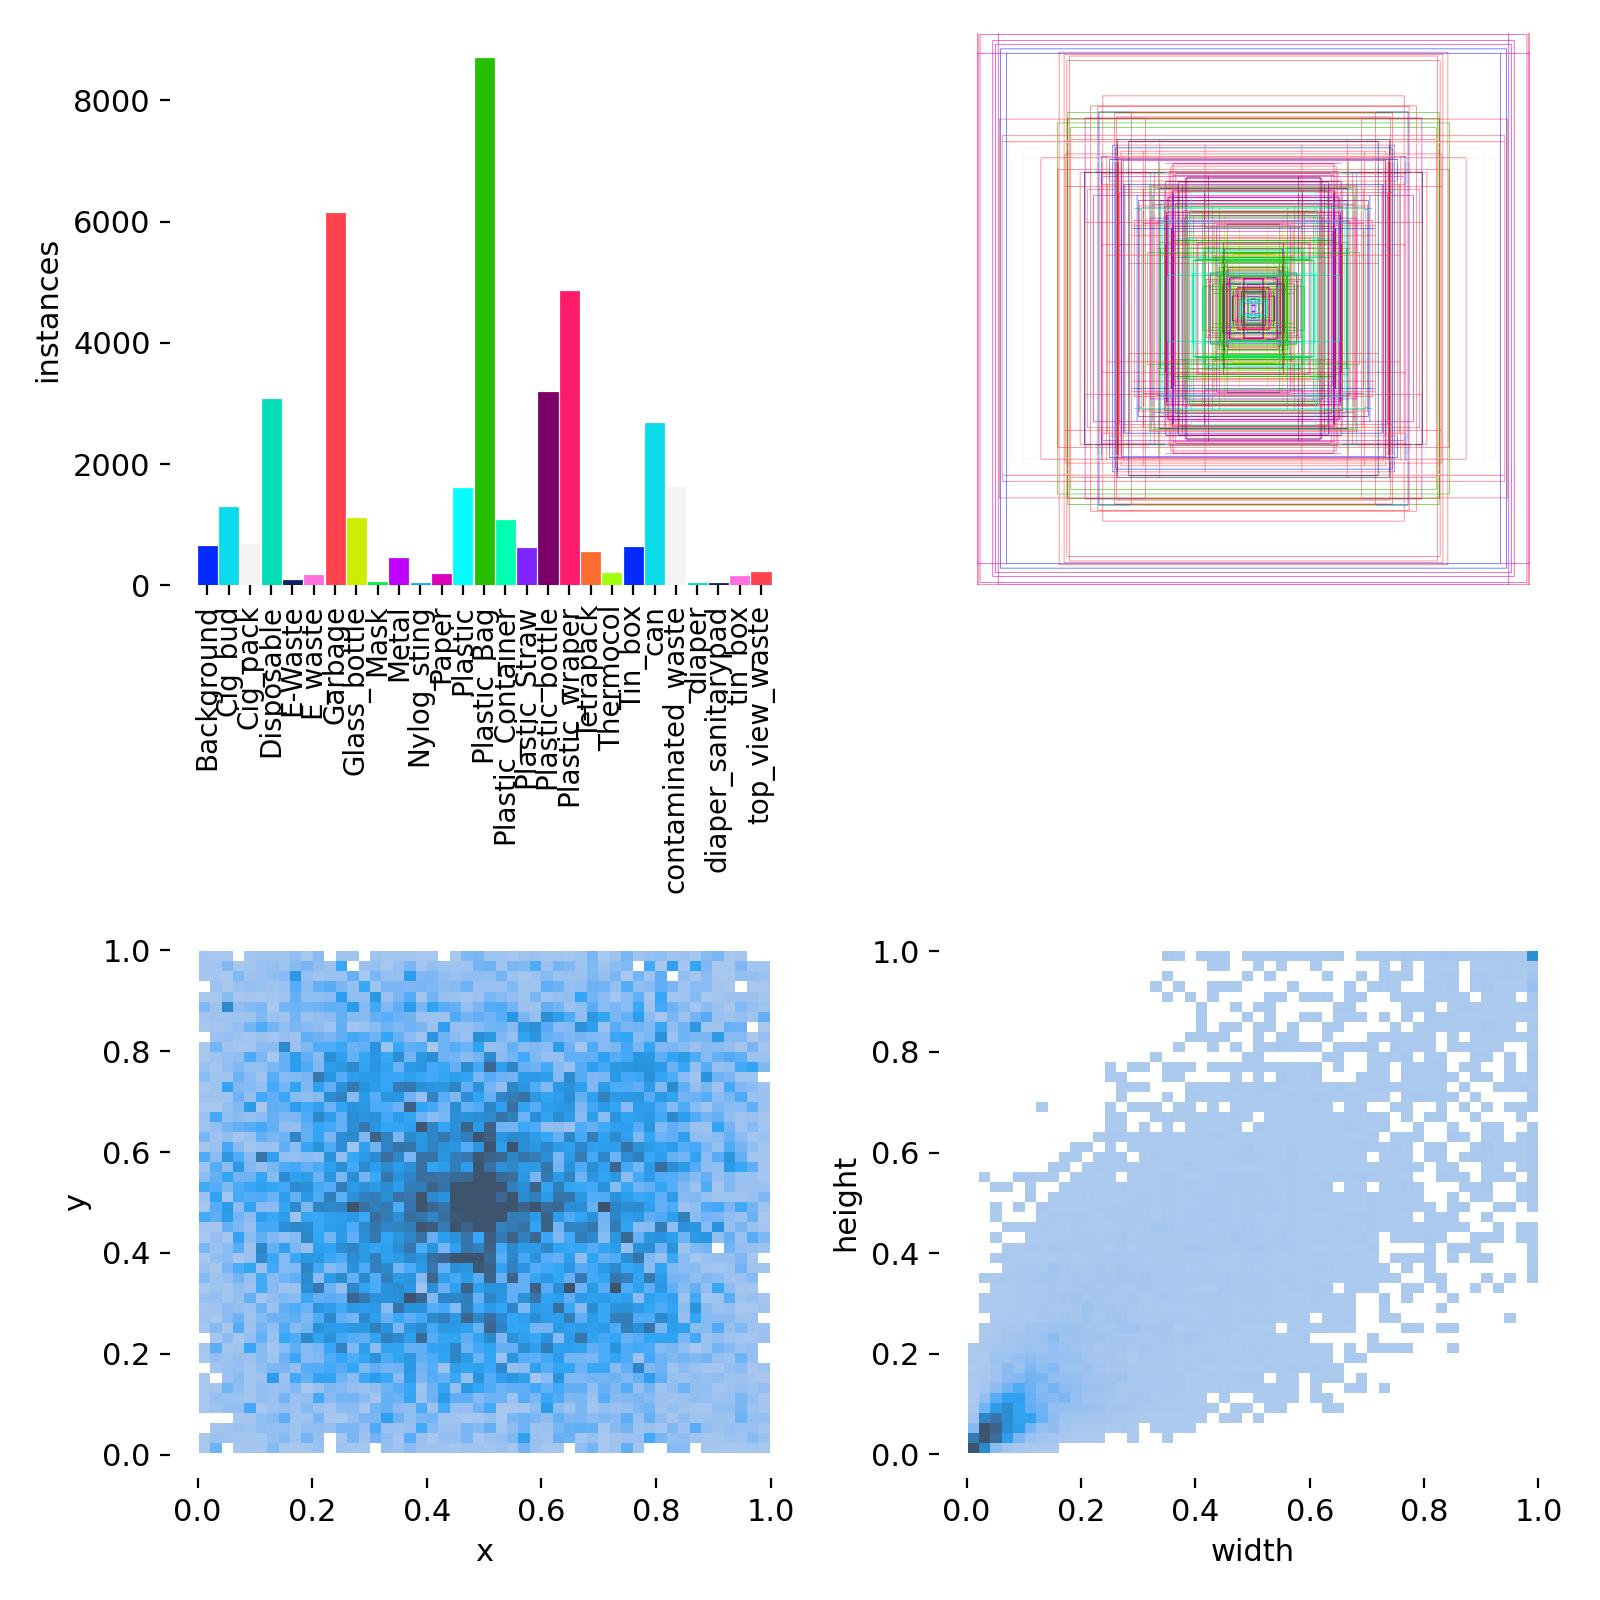 instances
8000
6000
4000
2000
0
Background
Cig_bud
Cig_pack
Disposable
E-Waste
E_waste
Garbage
Glass_bottle
Mask
Metal
Nylog_sting
Paper
Plastic
Plastic_Bag
Plastic_Container
Plastic_Straw
Plastic_bottle
Plastic_wraper
Tetrapack
Thermocol
Tin_box
can
contaminated_waste
diaper
diaper_sanitarypad
tin_box
top_view_waste
y
1.0
0.8
0.6
0.4
0.2
0.0
0.0 0.2 0.4 0.6 0.8 1.0
x
height
1.0
0.8
0.6
0.4
0.2
0.0
0.0 0.2 0.4 0.6 0.8 1.0
width